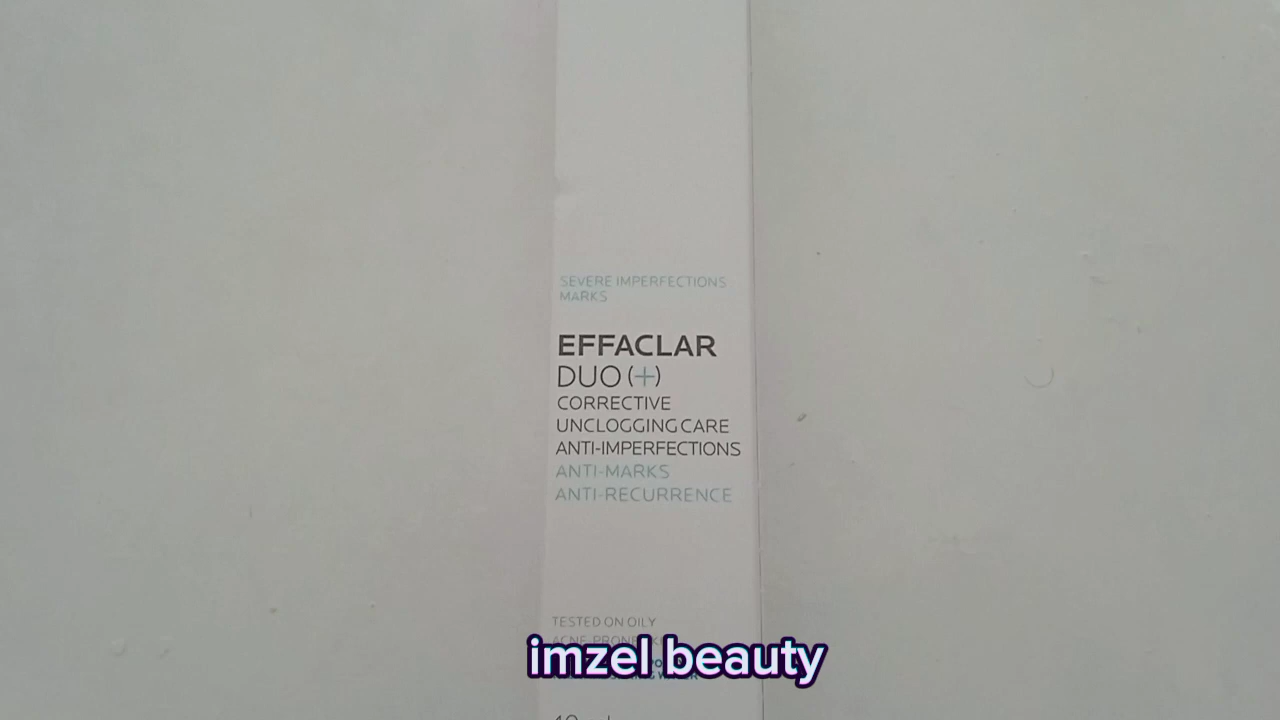 SEVERE IMPERFECTIONS
MARKS
EFFACLAR
DUO (+)
CORRECTIVE
UNCLOGGING CARE
ANTI-IMPERFECTIONS
ANTI-MARKS
ANTI-RECURRENCE
TESTED ON OILY
imzel beauty